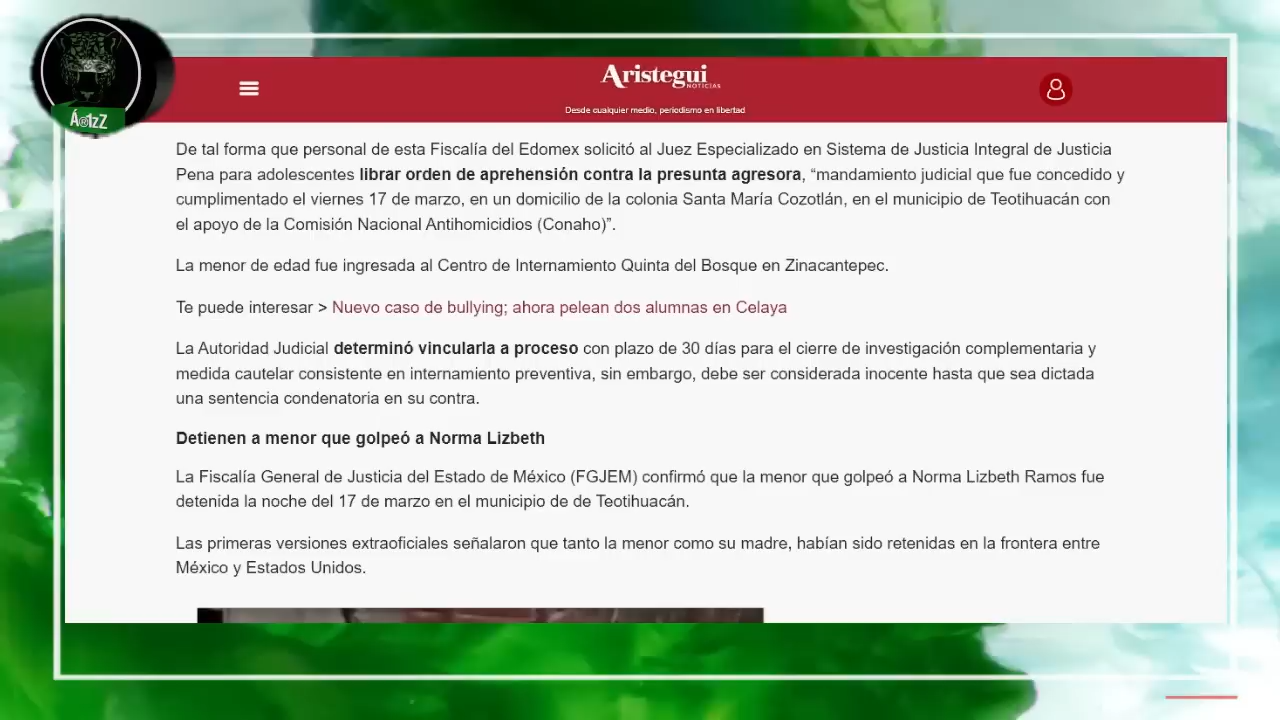 Aristegui
NOTICIAS
Desde cualquier medio, periodismo en libertad
De tal forma que personal de esta Fiscalía del Edomex solicitó al Juez Especializado en Sistema de Justicia Integral de Justicia
Pena para adolescentes librar orden de aprehensión contra la presunta agresora, “mandamiento judicial que fue concedido y
cumplimentado el viernes 17 de marzo, en un domicilio de la colonia Santa María Cozotlán, en el municipio de Teotihuacán con
el apoyo de la Comisión Nacional Antihomicidios (Conaho)”.
La menor de edad fue ingresada al Centro de Internamiento Quinta del Bosque en Zinacantepec.
Te puede interesar > Nuevo caso de bullying; ahora pelean dos alumnas en Celaya
La Autoridad Judicial determinó vincularla a proceso con plazo de 30 días para el cierre de investigación complementaria y
medida cautelar consistente en internamiento preventiva, sin embargo, debe ser considerada inocente hasta que sea dictada
una sentencia condenatoria en su contra.
Detienen a menor que golpeó a Norma Lizbeth
La Fiscalía General de Justicia del Estado de México (FGJEM) confirmó que la menor que golpeó a Norma Lizbeth Ramos fue
detenida la noche del 17 de marzo en el municipio de de Teotihuacán.
Las primeras versiones extraoficiales señalaron que tanto la menor como su madre, habían sido retenidas en la frontera entre
México y Estados Unidos.